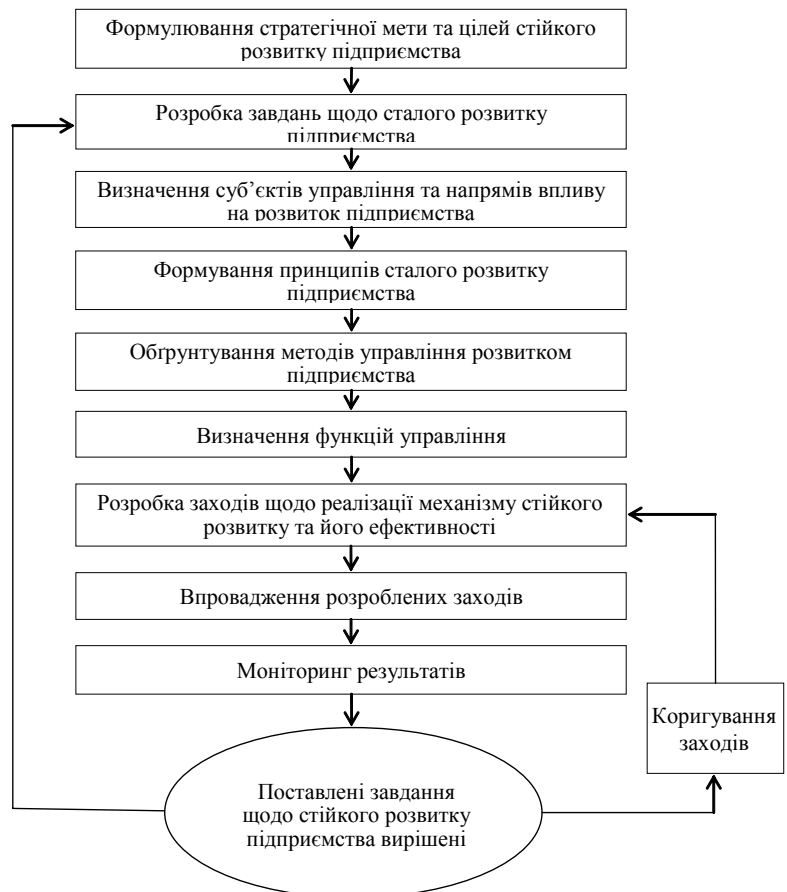 Формулювання стратегічної мети та цілей стійкого
розвитку підприємства
Розробка завдань щодо сталого розвитку
підприємства
Визначення суб’єктів управління та напрямів впливу
на розвиток підприємства
Формування принципів сталого розвитку
підприємства
Обґрунтування методів управління розвитком
підприємства
Визначення функцій управління
Розробка заходів щодо реалізації механізму стійкого
розвитку та його ефективності
Впровадження розроблених заходів
Моніторинг результатів
Коригування
заходів
Поставлені завдання
щодо стійкого розвитку
підприємства вирішені